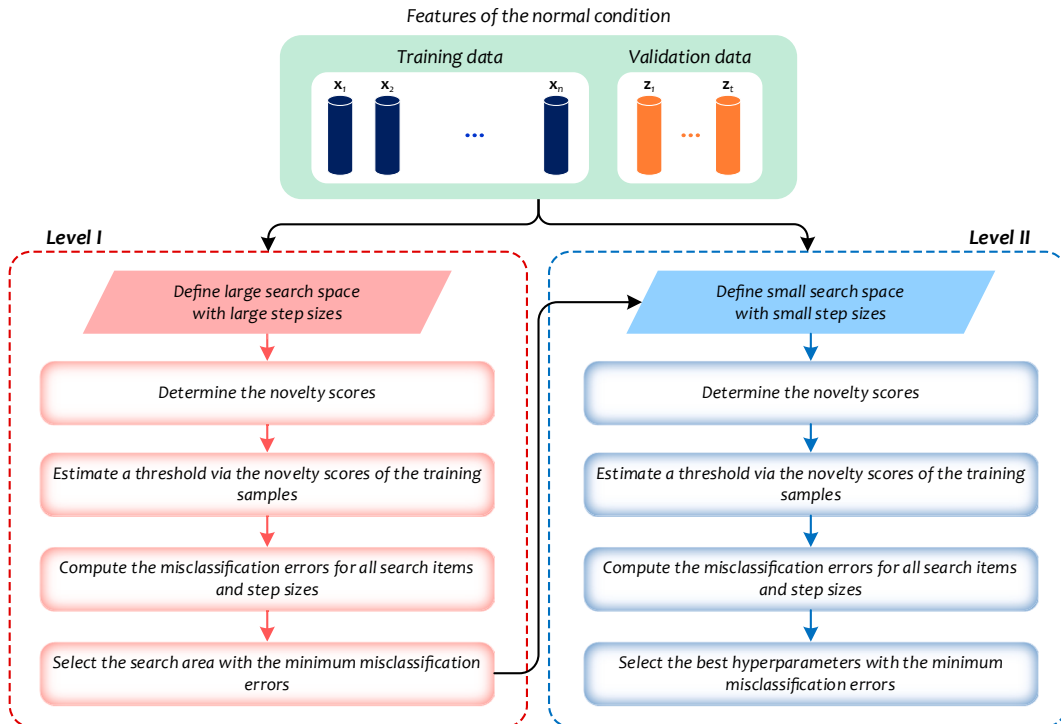 Features of the normal condition
Training data
Validation data
x1 x2 ... xn
z1 ... zt
Level I
Level II
Define large search space
with large step sizes
Determine the novelty scores
Estimate a threshold via the novelty scores of the training
samples
Compute the misclassification errors for all search items
and step sizes
Select the search area with the minimum misclassification
errors
Define small search space
with small step sizes
Determine the novelty scores
Estimate a threshold via the novelty scores of the training
samples
Compute the misclassification errors for all search items
and step sizes
Select the best hyperparameters with the minimum
misclassification errors